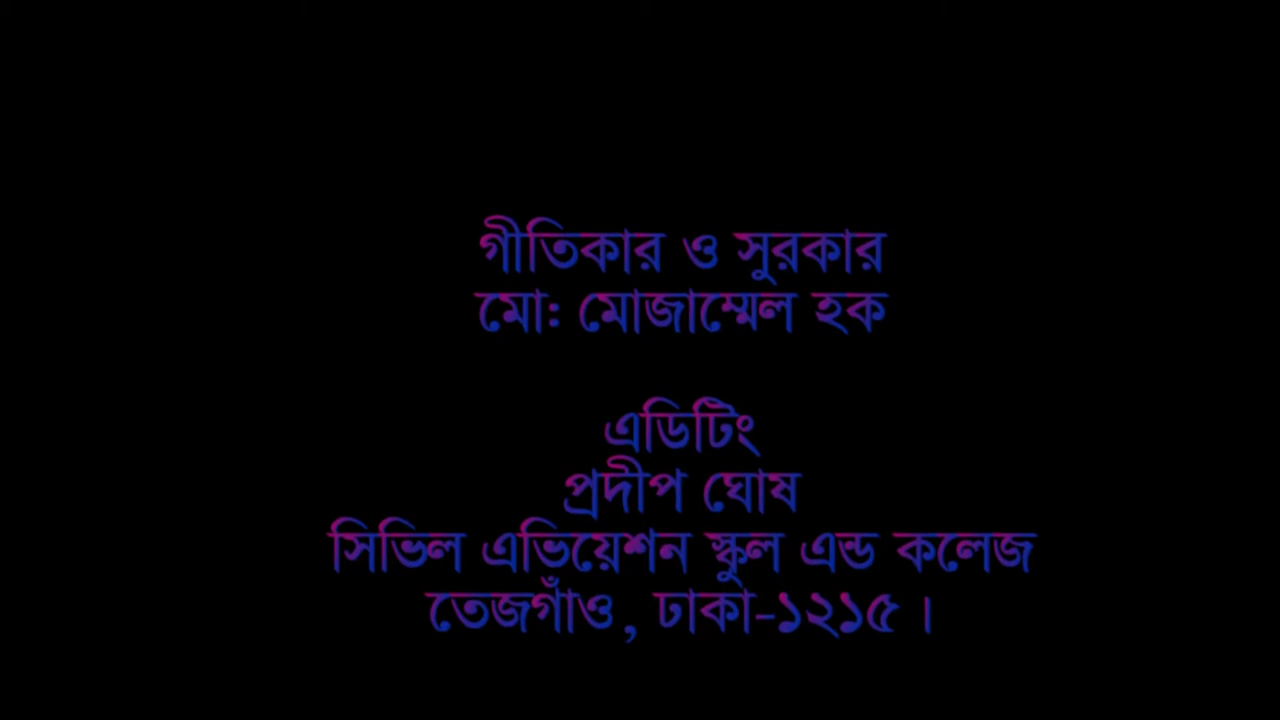 গীতিকার ও সুরকার
মো: মোজাম্মেল হক
এডিটিং
প্রদীপ ঘোষ
সিভিল এভিয়েশন স্কুল এন্ড কলেজ
তেজগাঁও, ঢাকা-১২১৫।